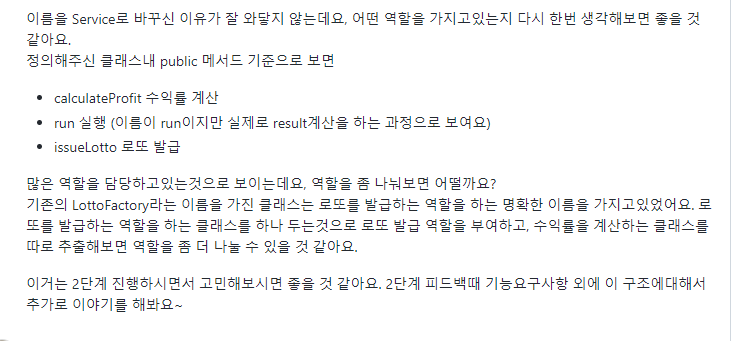 이름을 Service로 바꾸신 이유가 잘 와닿지 않는데요, 어떤 역할을 가지고있는지 다시 한번 생각해보면 좋을 것
같아요.
정의해주신 클래스내 public 메서드 기준으로 보면
• calculateProfit 수익률 계산
• run 실행 (이름이 run이지만 실제로 result계산을 하는 과정으로 보여요)
• issueLotto 로또 발급
많은 역할을 담당하고있는것으로 보이는데요, 역할을 좀 나눠보면 어떨까요?
기존의 LottoFactory라는 이름을 가진 클래스는 로또를 발급하는 역할을 하는 명확한 이름을 가지고있었어요. 로
또를 발급하는 역할을 하는 클래스를 하나 두는것으로 로또 발급 역할을 부여하고, 수익률을 계산하는 클래스를
따로 추출해보면 역할을 좀 더 나눌 수 있을 것 같아요.
이거는 2단계 진행하시면서 고민해보시면 좋을 것 같아요. 2단계 피드백때 기능요구사항 외에 이 구조에대해서
추가로 이야기를 해봐요~